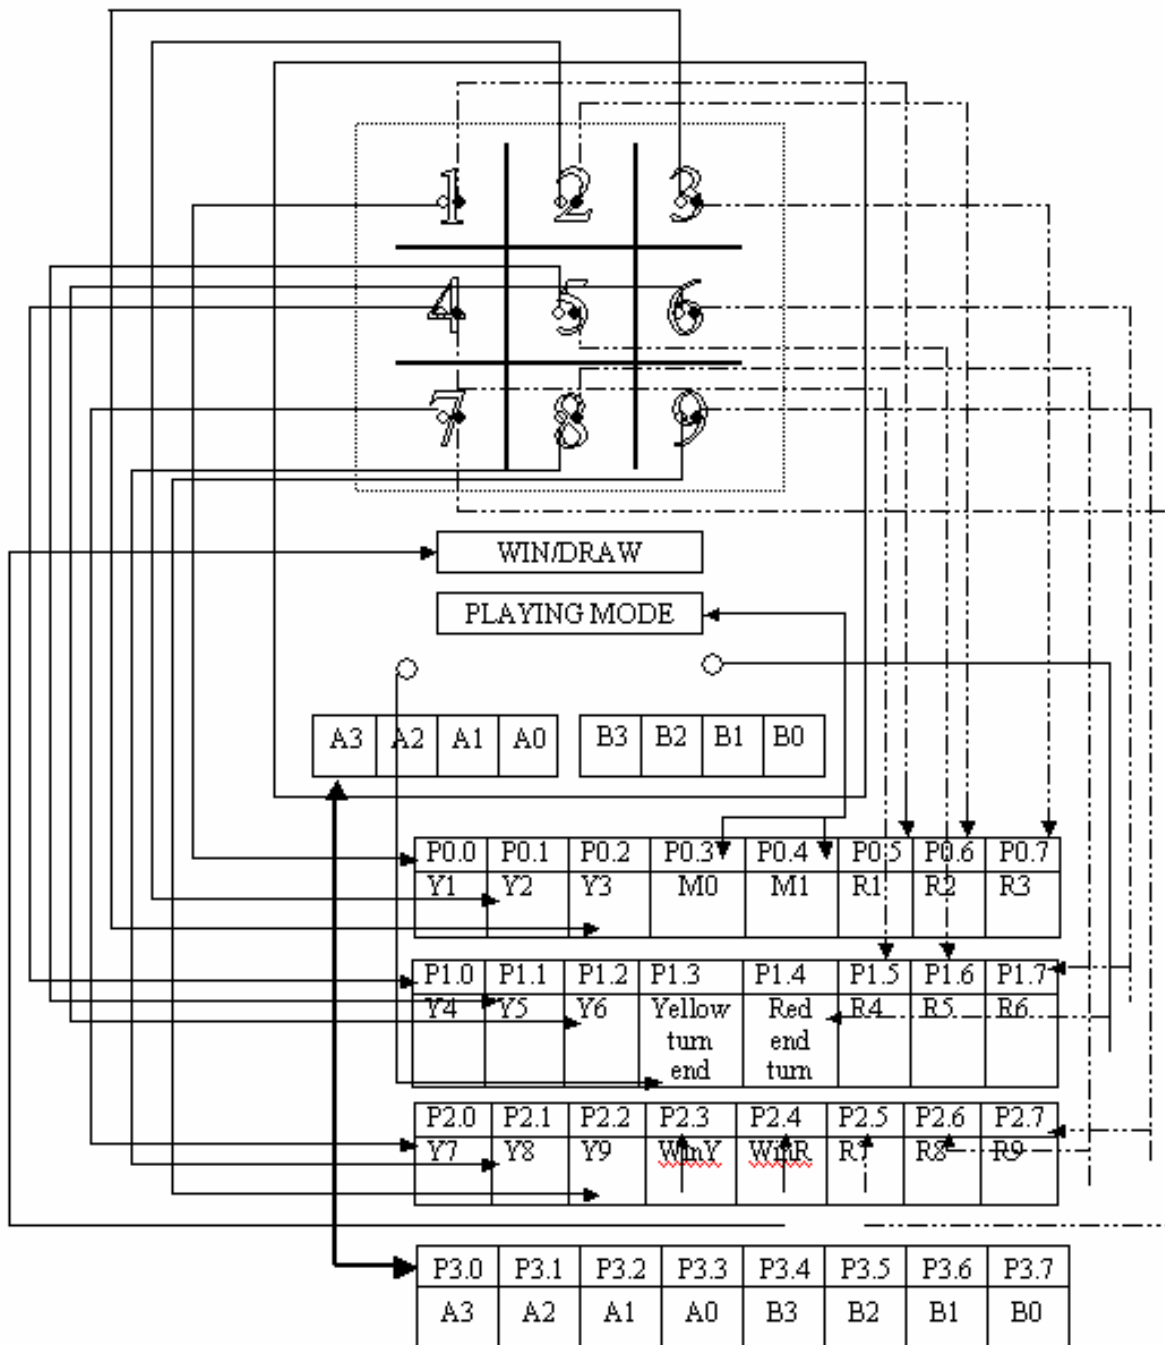 1 2 3
4 5 6
7 8 9
WIN/DRAW
PLAYING MODE
A3 A2 A1 A0 B3 B2 B1 B0
P0.0 P0.1 P0.2 P0.3 P0.4 P0.5 P0.6 P0.7
Y1 Y2 Y3 M0 M1 R1 R2 R3
P1.0 P1.1 P1.2 P1.3 P1.4 P1.5 P1.6 P1.7
Y4 Y5 Y6 Yellow Red R4 R5 R6
turn end
end turn
P2.0 P2.1 P2.2 P2.3 P2.4 P2.5 P2.6 P2.7
Y7 Y8 Y9 WinY WinR R7 R8 R9
P3.0 P3.1 P3.2 P3.3 P3.4 P3.5 P3.6 P3.7
A3 A2 A1 A0 B3 B2 B1 B0